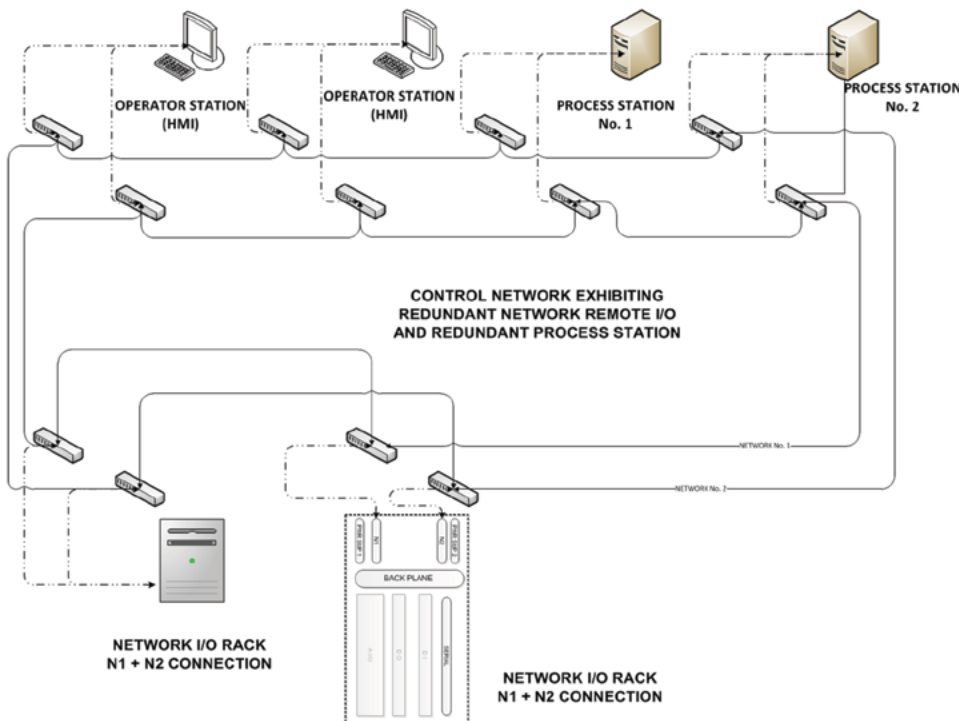 OPERATOR STATION
(HMI)
OPERATOR STATION
(HMI)
PROCESS STATION
No. 1
PROCESS STATION
No. 2
CONTROL NETWORK EXHIBITING
REDUNDANT NETWORK REMOTE I/O
AND REDUNDANT PROCESS STATION
NETWORK No. 1
NETWORK No. 2
N1
N2
BACK PLANE
SERIAL
NETWORK I/O RACK
N1 + N2 CONNECTION
NETWORK I/O RACK
N1 + N2 CONNECTION